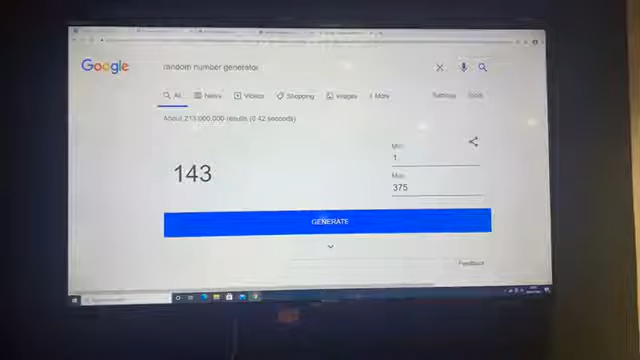 Google
random number generator
All News Videos Shopping Images More Settings Tools
About 213,000,000 results (0.42 seconds)
Min
1
143
Max
375
GENERATE
Feedback